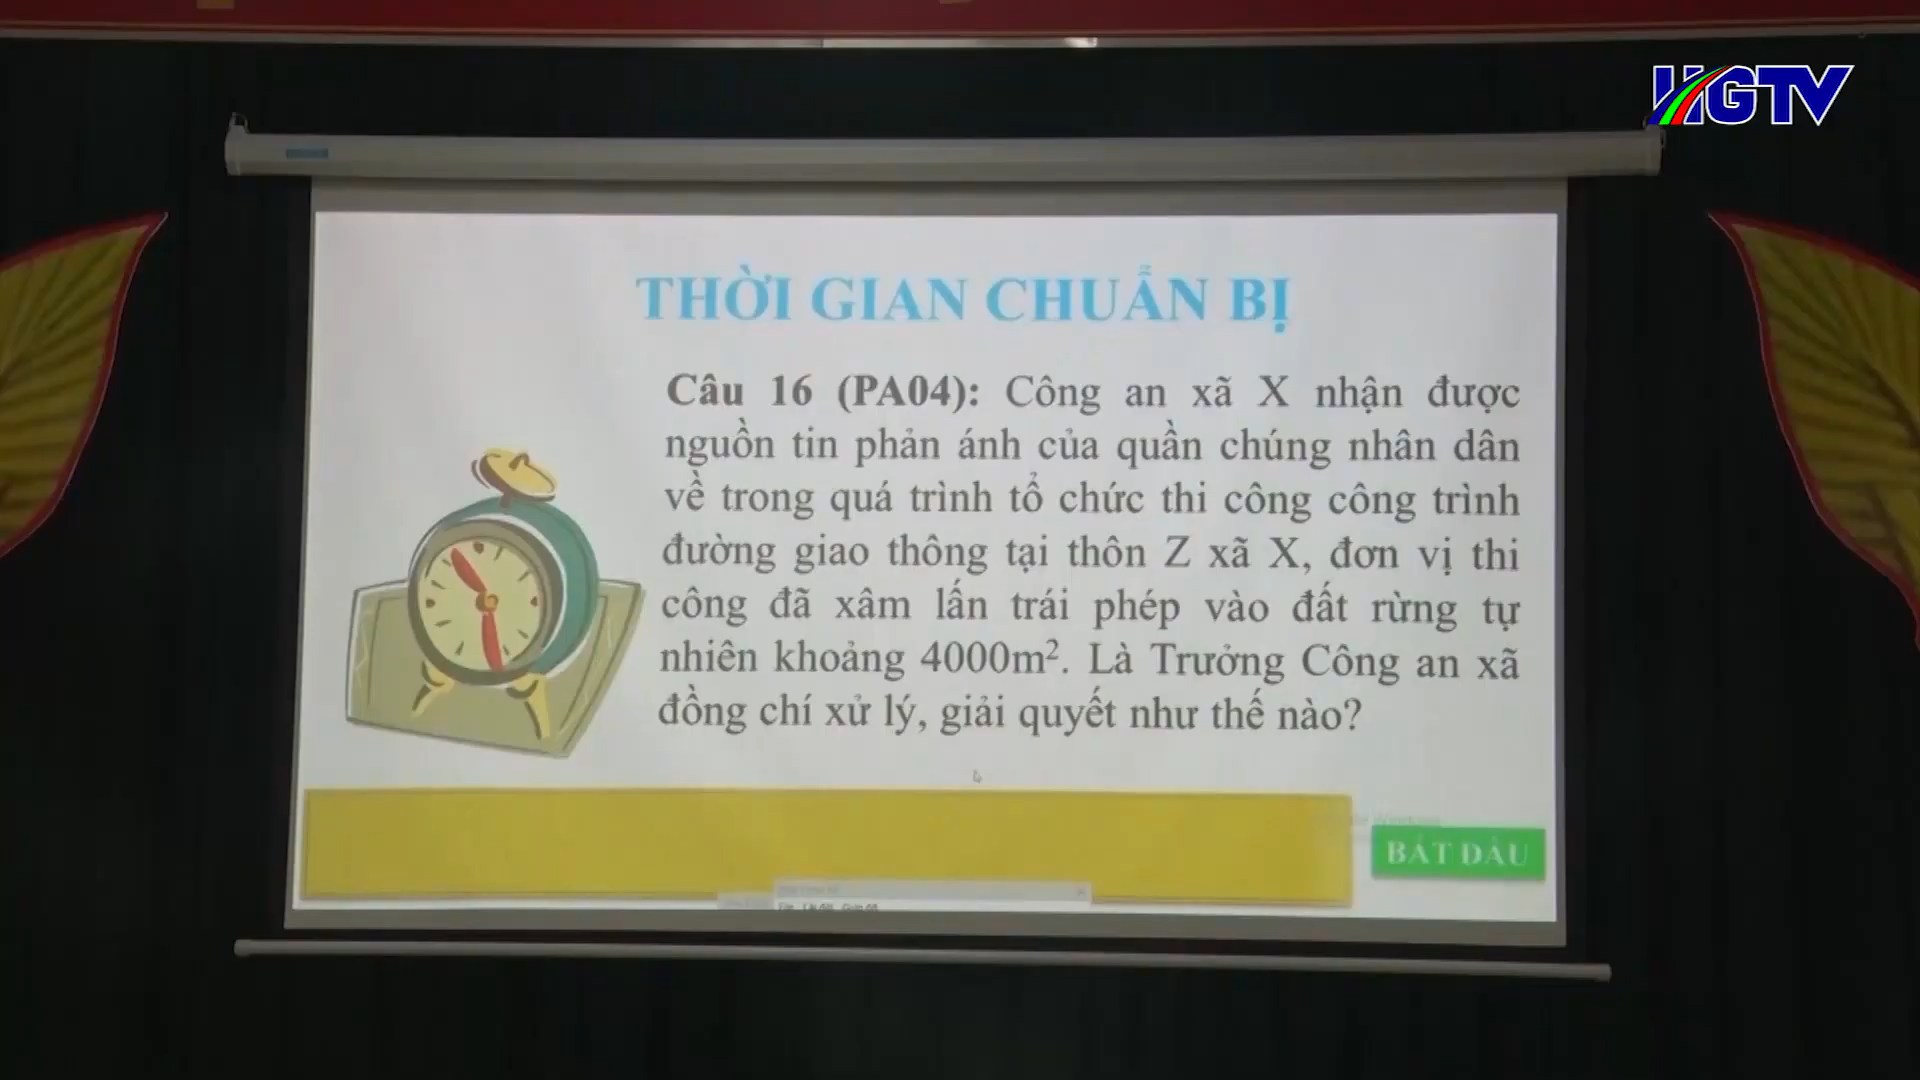 HGTV
THỜI GIAN CHUẨN BỊ
Câu 16 (PA04): Công an xã X nhận được
nguồn tin phản ánh của quần chúng nhân dân
về trong quá trình tổ chức thi công công trình
đường giao thông tại thôn Z xã X, đơn vị thi
công đã xâm lấn trái phép vào đất rừng tự
nhiên khoảng 4000m². Là Trưởng Công an xã
đồng chí xử lý, giải quyết như thế nào?
BẮT ĐẦU